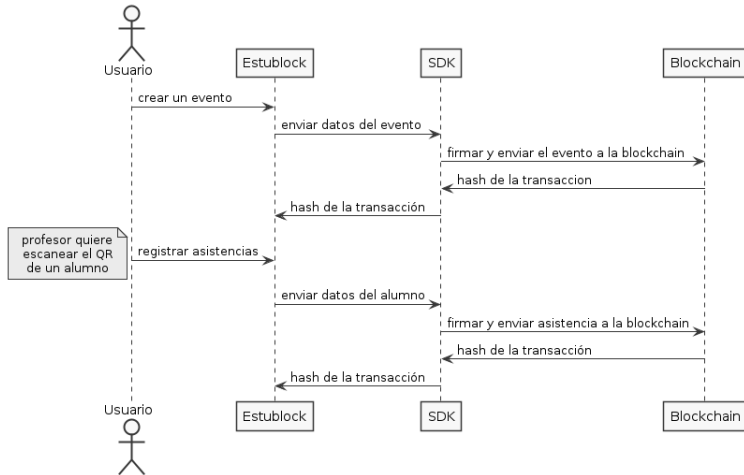 Usuario
Estublock
SDK
Blockchain
crear un evento
enviar datos del evento
firmar y enviar el evento a la blockchain
hash de la transaccion
hash de la transacción
profesor quiere
escanear el QR
de un alumno
registrar asistencias
enviar datos del alumno
firmar y enviar asistencia a la blockchain
hash de la transacción
hash de la transacción
Usuario
Estublock
SDK
Blockchain